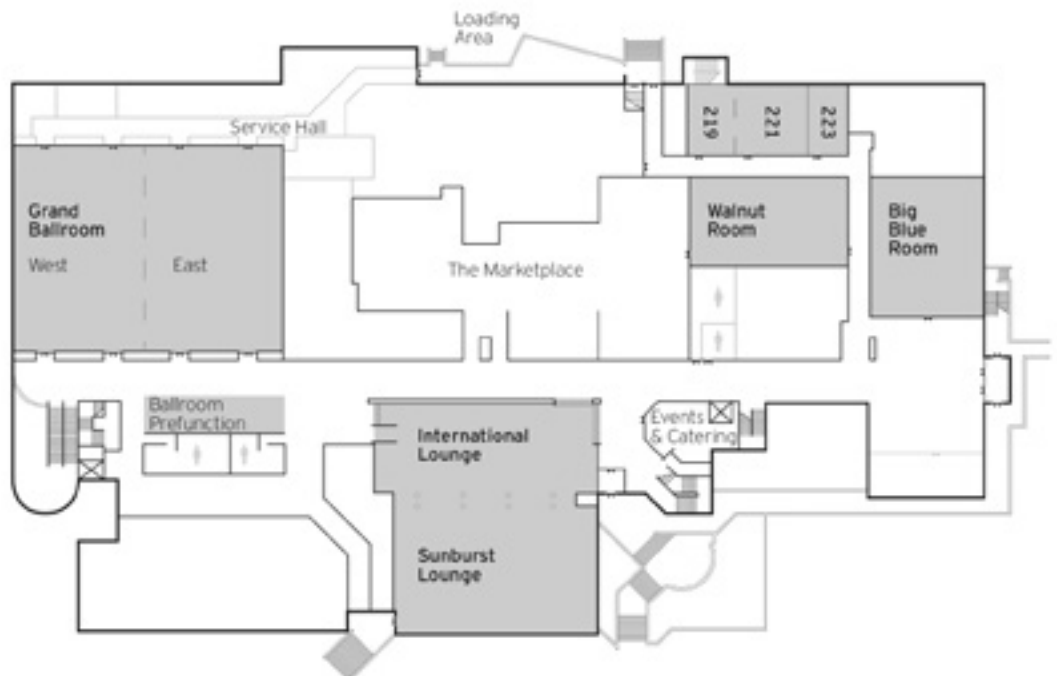 Loading
Area
Service Hall
219
221
223
Grand
Ballroom
West
East
Walnut
Room
Big
Blue
Room
The Marketplace
Ballroom
Prefunction
International
Lounge
Events
& Catering
Sunburst
Lounge